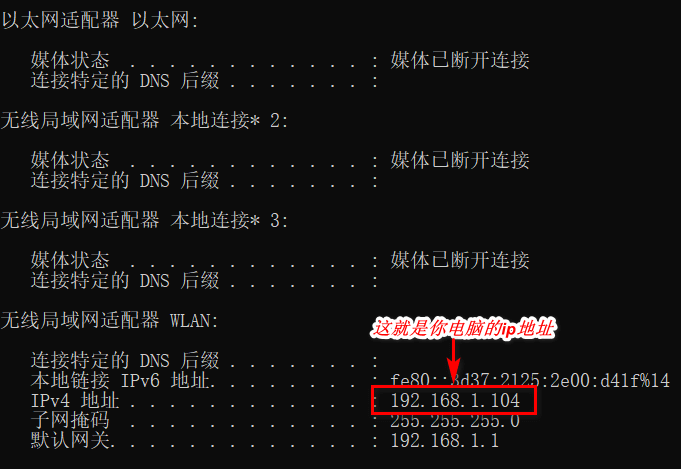 以太网适配器 以太网:
媒体状态 . . . . . . . . . . . . : 媒体已断开连接
连接特定的 DNS 后缀 . . . . . . . :
无线局域网适配器 本地连接* 2:
媒体状态 . . . . . . . . . . . . : 媒体已断开连接
连接特定的 DNS 后缀 . . . . . . . :
无线局域网适配器 本地连接* 3:
媒体状态 . . . . . . . . . . . . : 媒体已断开连接
连接特定的 DNS 后缀 . . . . . . . :
无线局域网适配器 WLAN:
这就是你电脑的ip地址
连接特定的 DNS 后缀 . . . . . . . :
本地链接 IPv6 地址. . . . . . . . : fe80::3d37:2125:2e00:d41f%14
IPv4 地址 . . . . . . . . . . . . : 192.168.1.104
子网掩码 . . . . . . . . . . . . : 255.255.255.0
默认网关. . . . . . . . . . . . . : 192.168.1.1